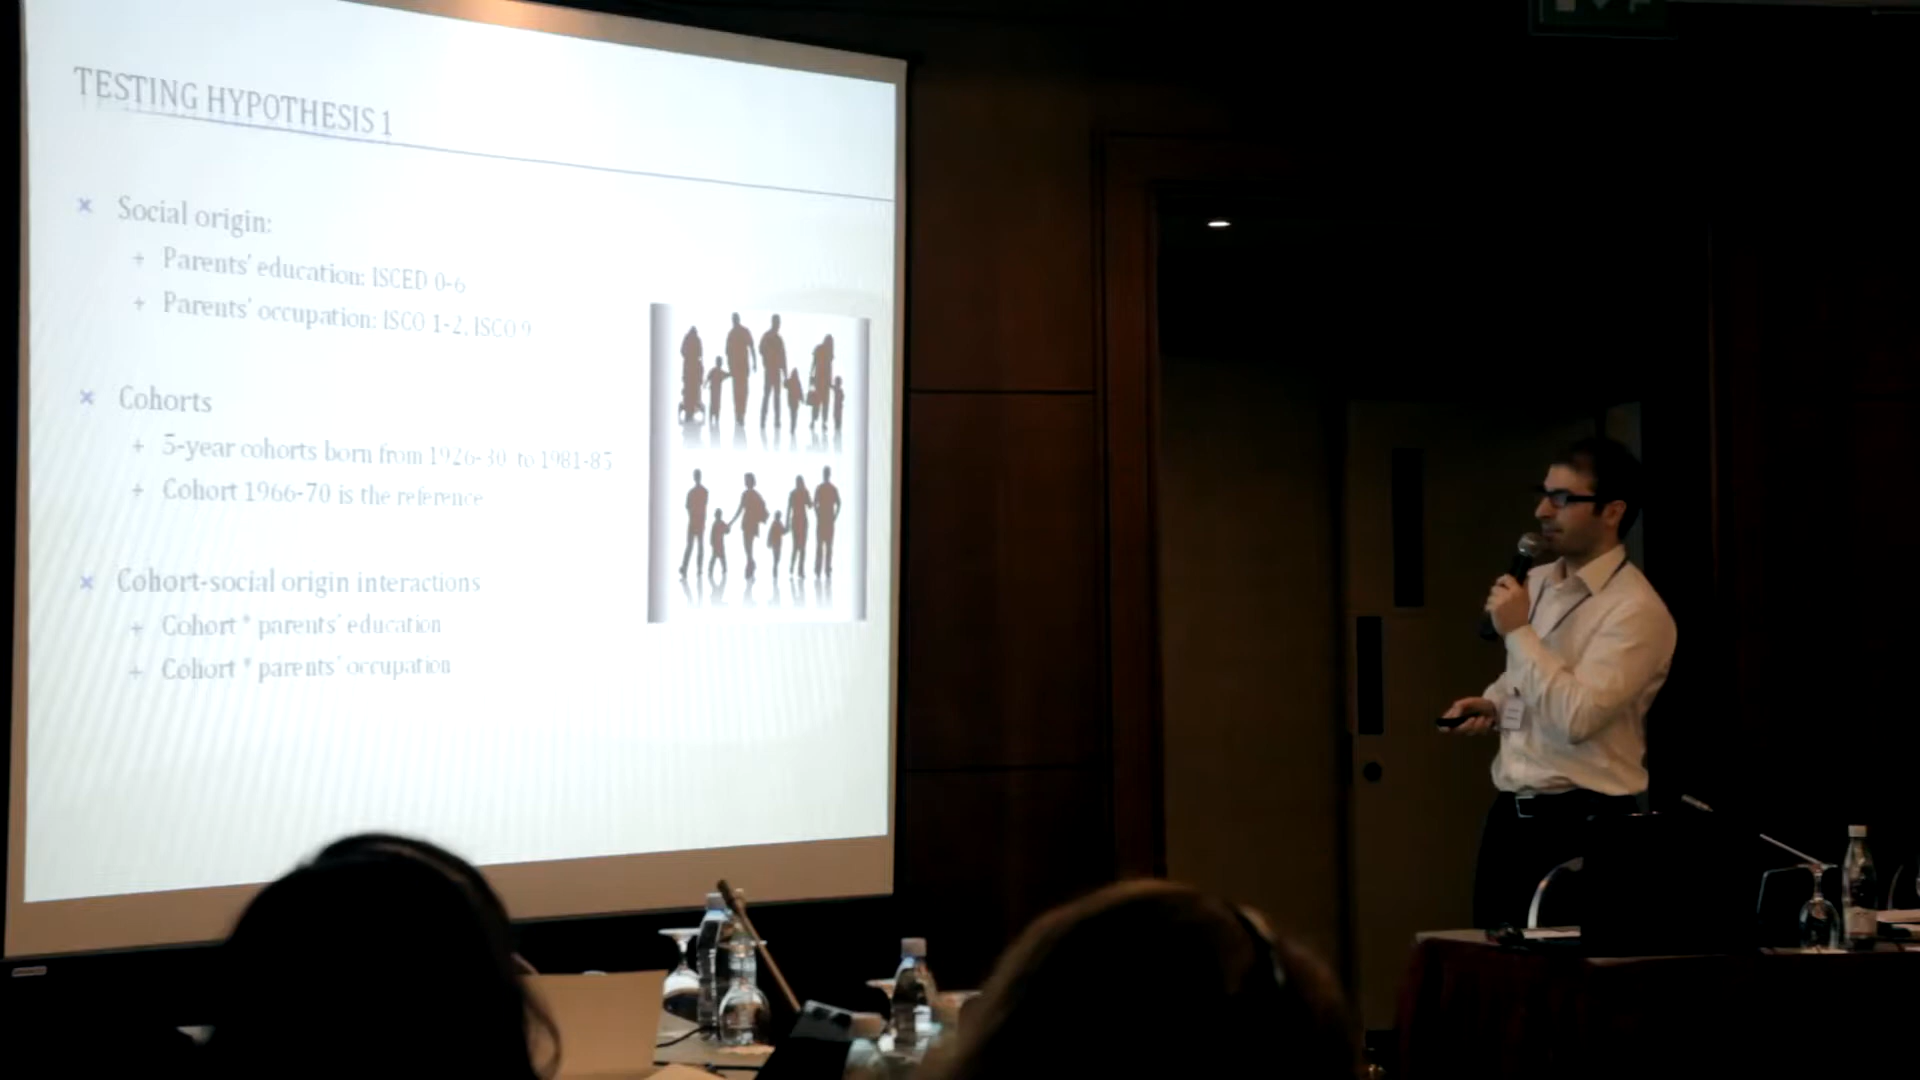 TESTING HYPOTHESIS 1
× Social origin:
+ Parents' education: ISCED 0-6
+ Parents' occupation: ISCO 1-2, ISCO 9
× Cohorts
+ 5-year cohorts born from 1926-30 to 1981-85
+ Cohort 1966-70 is the reference
× Cohort-social origin interactions
+ Cohort * parents' education
+ Cohort * parents' occupation